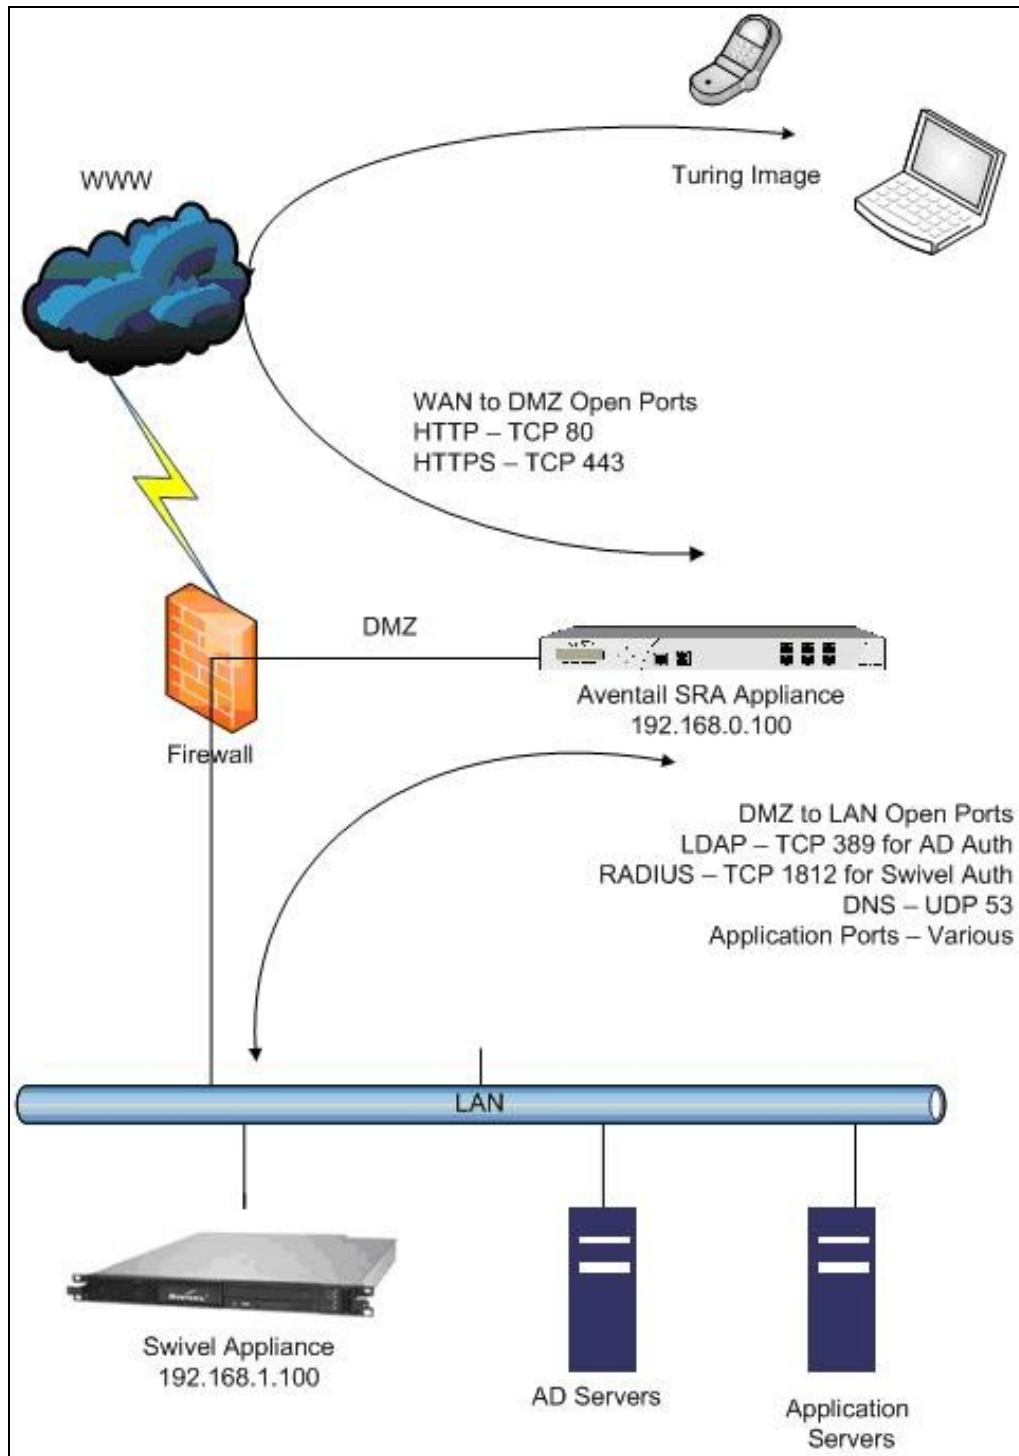 WWW
Turing Image
WAN to DMZ Open Ports
HTTP – TCP 80
HTTPS – TCP 443
DMZ
Aventail SRA Appliance
192.168.0.100
Firewall
DMZ to LAN Open Ports
LDAP – TCP 389 for AD Auth
RADIUS – TCP 1812 for Swivel Auth
DNS – UDP 53
Application Ports – Various
LAN
Swivel Appliance
192.168.1.100
AD Servers
Application
Servers